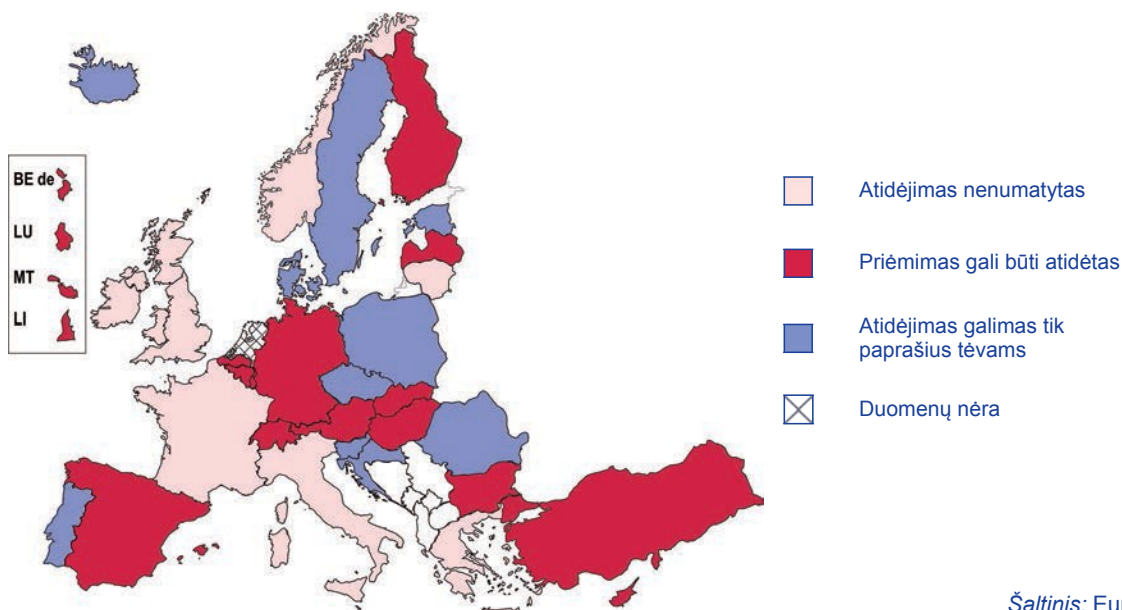 BE de
LU
MT
LI
Atidėjimas nenumatytas
Priėmimas gali būti atidėtas
Atidėjimas galimas tik
paprašius tėvams
Duomenų nėra
Šaltinis: Eur